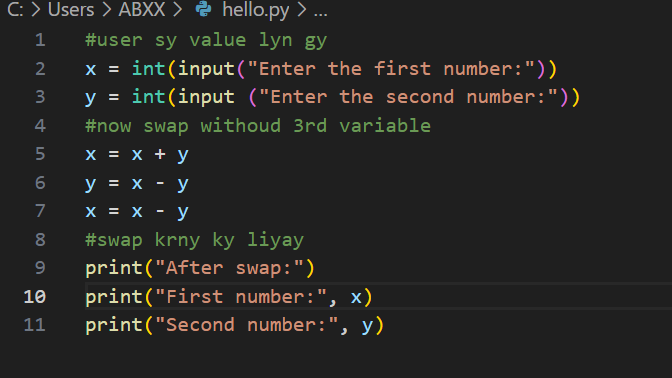 C: > Users > ABXX > hello.py > ...
1 #user sy value lyn gy
2 x = int(input("Enter the first number:"))
3 y = int(input ("Enter the second number:"))
4 #now swap withoud 3rd variable
5 x = x + y
6 y = x - y
7 x = x - y
8 #swap krny ky liyay
9 print("After swap:")
10 print("First number:", x)
11 print("Second number:", y)